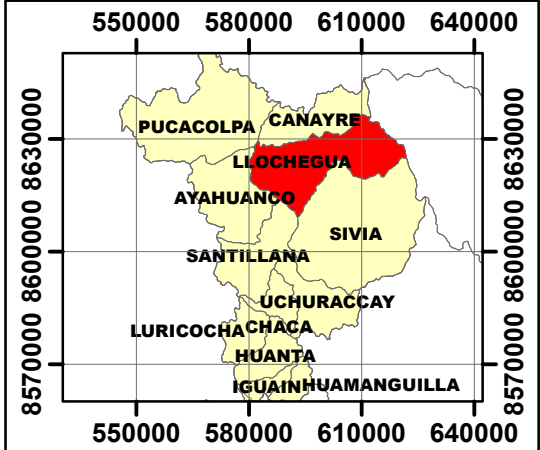 550000 580000 610000 640000
8630000 8630000
8600000 8600000
8570000 8570000
CANAYRE
PUCACOLPA
LLOCHEGUA
AYAHUANCO
SIVIA
SANTILLANA
UCHURACCAY
LURICOCHA CHACA
HUANTA
IGUAIN HUAMANGUILLA
550000 580000 610000 640000